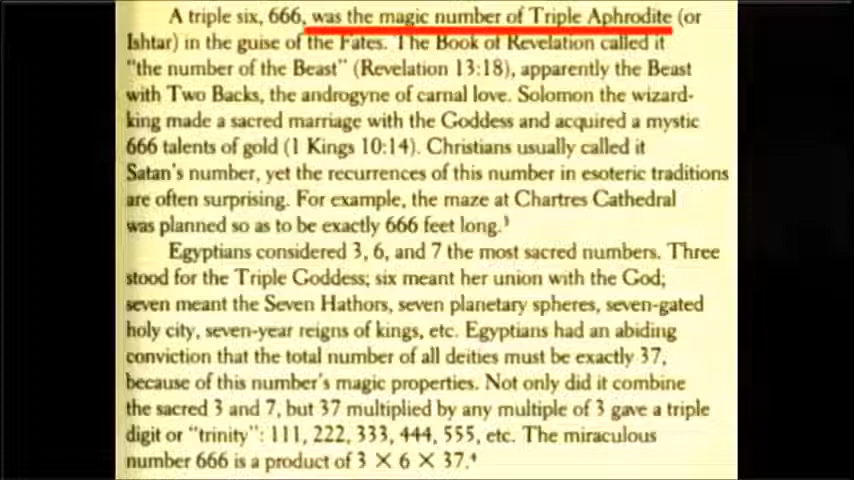 A triple six, 666, was the magic number of Triple Aphrodite (or
Ishtar) in the guise of the Fates. The Book of Revelation called it
"the number of the Beast" (Revelation 13:18), apparently the Beast
with Two Backs, the androgyne of carnal love. Solomon the wizard-
king made a sacred marriage with the Goddess and acquired a mystic
666 talents of gold (1 Kings 10:14). Christians usually called it
Satan's number, yet the recurrences of this number in esoteric traditions
are often surprising. For example, the maze at Chartres Cathedral
was planned so as to be exactly 666 feet long.³
Egyptians considered 3, 6, and 7 the most sacred numbers. Three
stood for the Triple Goddess; six meant her union with the God;
seven meant the Seven Hathors, seven planetary spheres, seven-gated
holy city, seven-year reigns of kings, etc. Egyptians had an abiding
conviction that the total number of all deities must be exactly 37,
because of this number's magic properties. Not only did it combine
the sacred 3 and 7, but 37 multiplied by any multiple of 3 gave a triple
digit or "trinity": 111, 222, 333, 444, 555, etc. The miraculous
number 666 is a product of 3 × 6 × 37.⁴